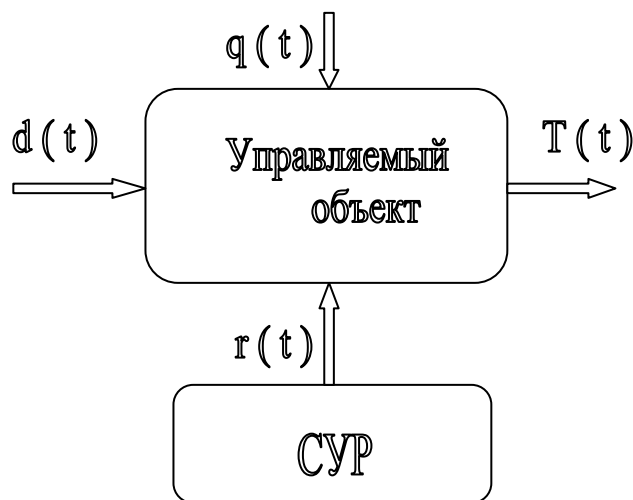 q ( t )
d ( t )
Управляемый
объект
T ( t )
r ( t )
СУР